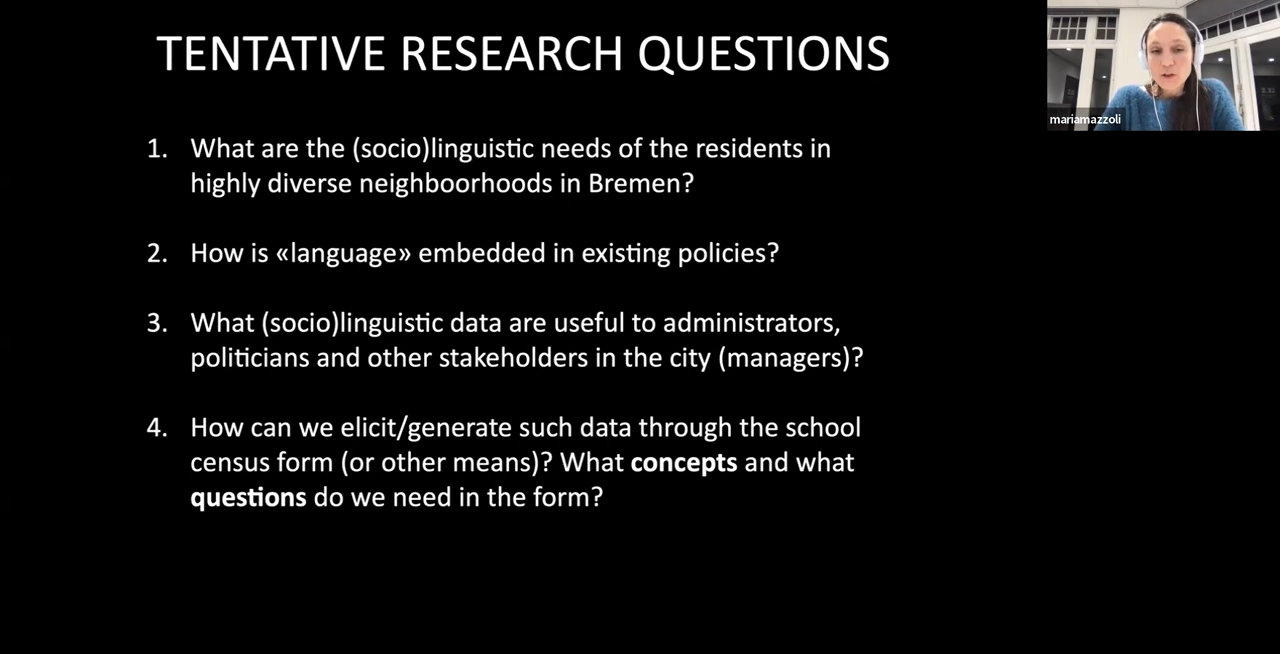 TENTATIVE RESEARCH QUESTIONS
mariamazzoli
1. What are the (socio)linguistic needs of the residents in
highly diverse neighboorhoods in Bremen?
2. How is «language» embedded in existing policies?
3. What (socio)linguistic data are useful to administrators,
politicians and other stakeholders in the city (managers)?
4. How can we elicit/generate such data through the school
census form (or other means)? What concepts and what
questions do we need in the form?